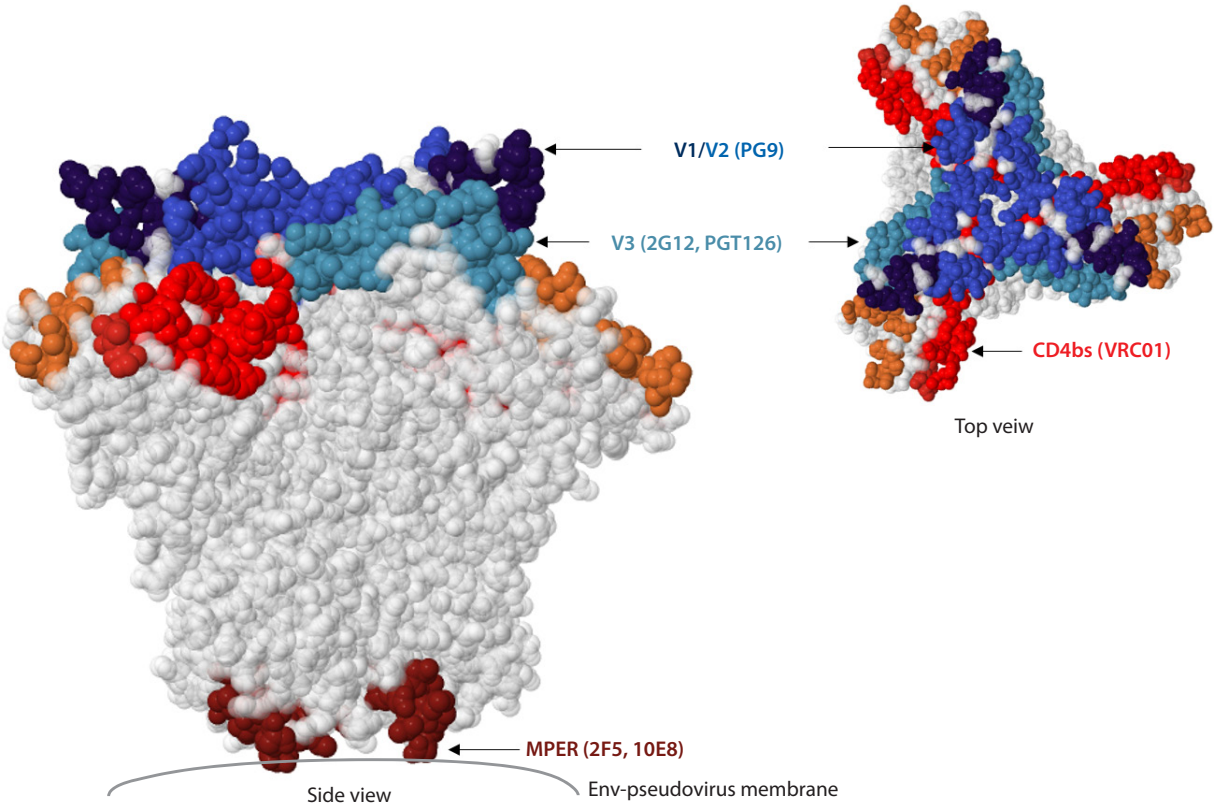 V1/V2 (PG9)
V3 (2G12, PGT126)
CD4bs (VRC01)
Top veiw
MPER (2F5, 10E8)
Side view
Env-pseudovirus membrane